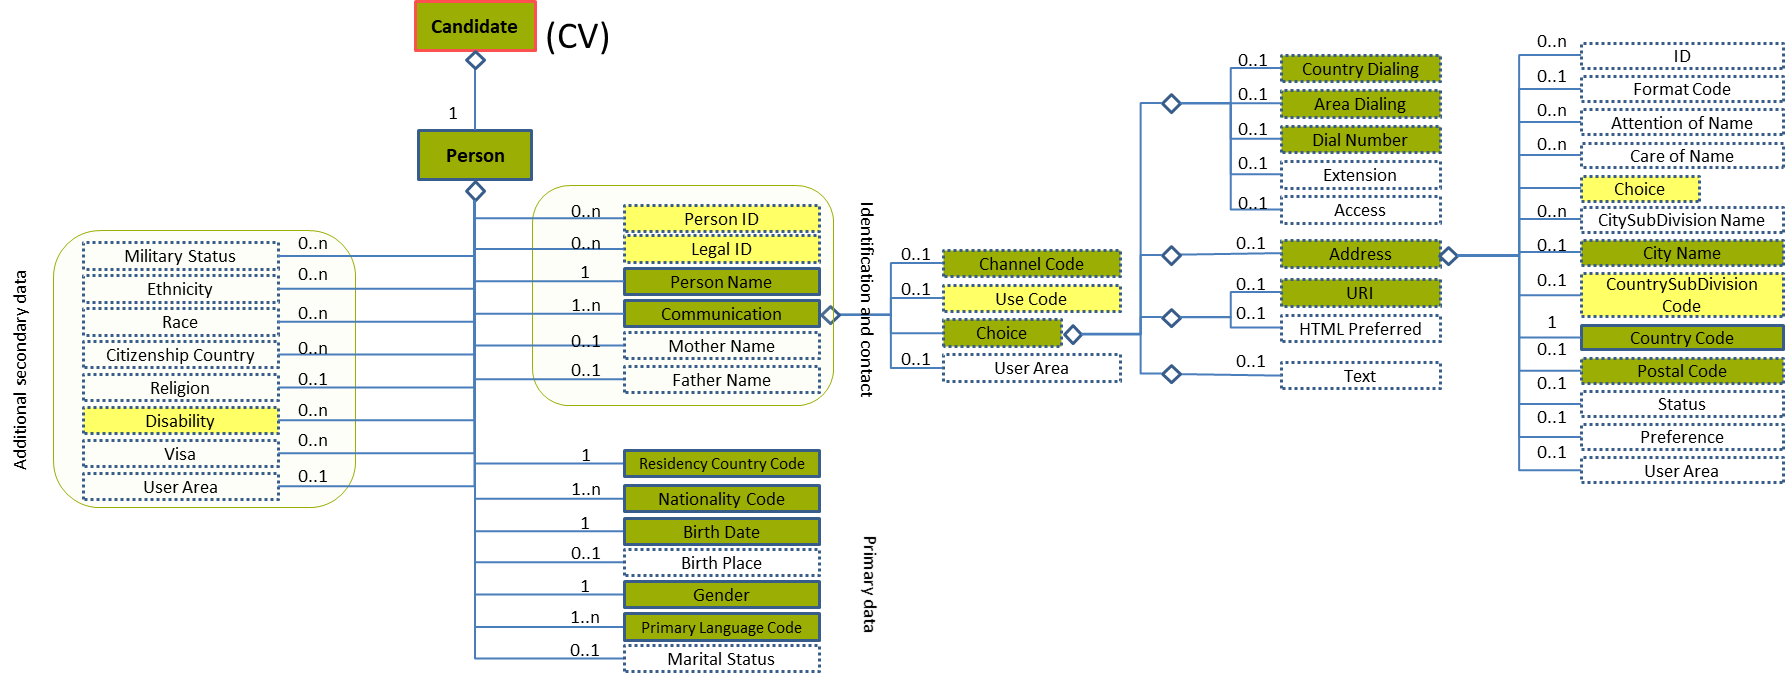 Candidate
(CV)
1
Person
Additional secondary data
0..n
Military Status
0..n
Ethnicity
0..n
Race
0..n
Citizenship Country
0..1
Religion
0..n
Disability
0..n
Visa
0..1
User Area
Identification and contact
0..n
Person ID
0..n
Legal ID
1
Person Name
1..n
Communication
0..1
Mother Name
0..1
Father Name
Primary data
1
Residency Country Code
1..n
Nationality Code
1
Birth Date
0..1
Birth Place
1
Gender
1..n
Primary Language Code
0..1
Marital Status
0..1
Channel Code
0..1
Use Code
Choice
0..1
User Area
0..1
Country Dialing
0..1
Area Dialing
0..1
Dial Number
0..1
Extension
0..1
Access
0..1
Address
0..1
URI
0..1
HTML Preferred
0..1
Text
0..n
ID
0..1
Format Code
0..n
Attention of Name
0..n
Care of Name
Choice
0..n
CitySubDivision Name
0..1
City Name
0..1
CountrySubDivision
Code
1
Country Code
0..1
Postal Code
0..1
Status
0..1
Preference
0..1
User Area